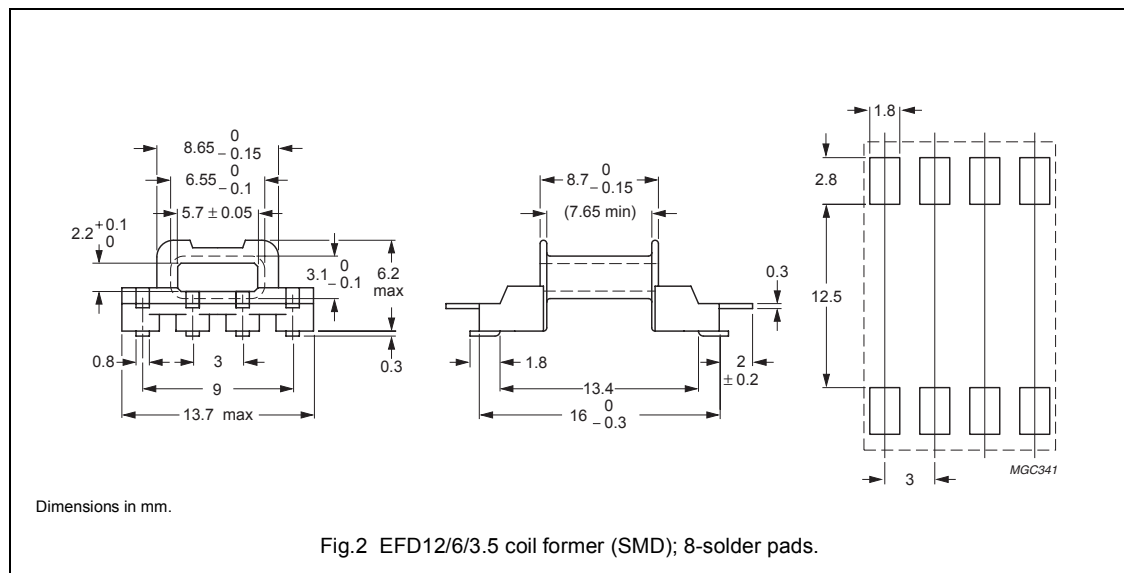 0
8.65 − 0.15
0
6.55 − 0.1
5.7 ± 0.05
2.2 + 0.1
0
0
3.1 − 0.1
6.2
max
0.8
3
0.3
9
13.7 max
0
8.7 − 0.15
(7.65 min)
0.3
1.8
2
± 0.2
13.4
0
16 − 0.3
1.8
2.8
12.5
3
MGC341
Dimensions in mm.
Fig.2 EFD12/6/3.5 coil former (SMD); 8-solder pads.